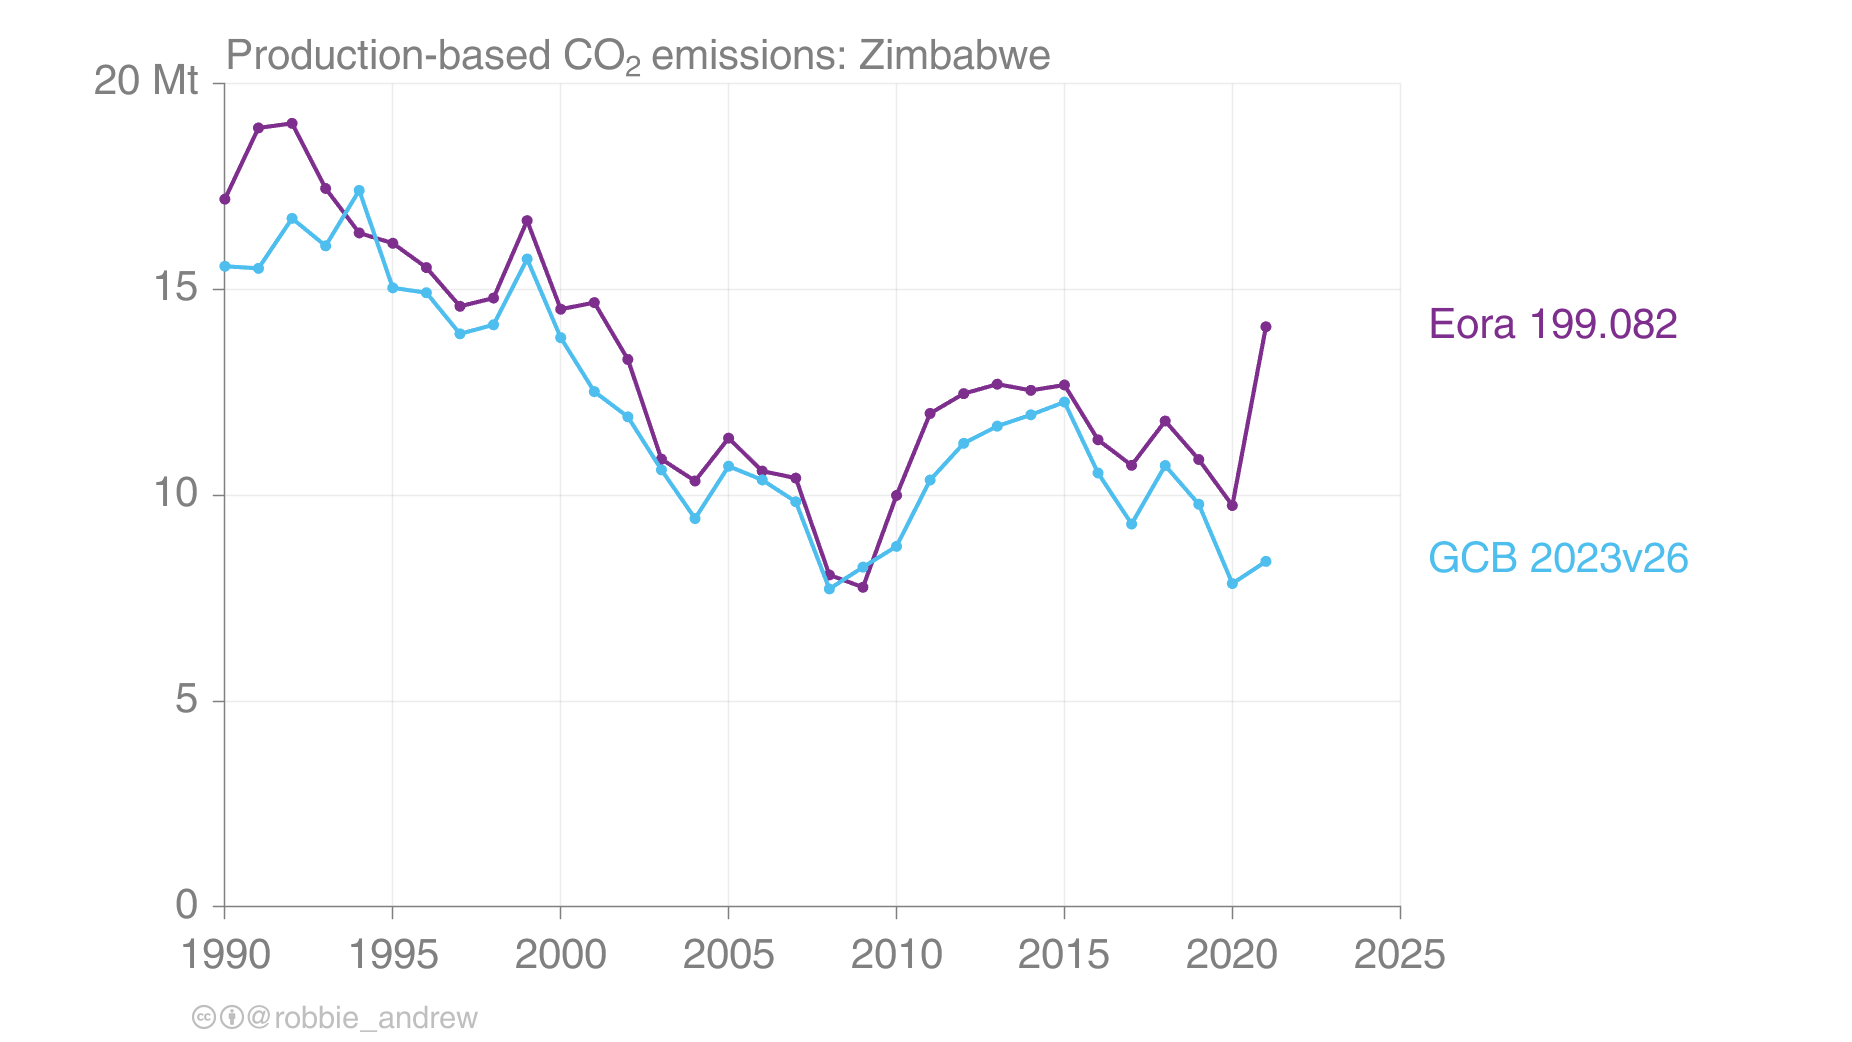 Production-based CO₂ emissions: Zimbabwe
20 Mt
15
10
5
0
1990 1995 2000 2005 2010 2015 2020 2025
Eora 199.082
GCB 2023v26
cc @robbie_andrew